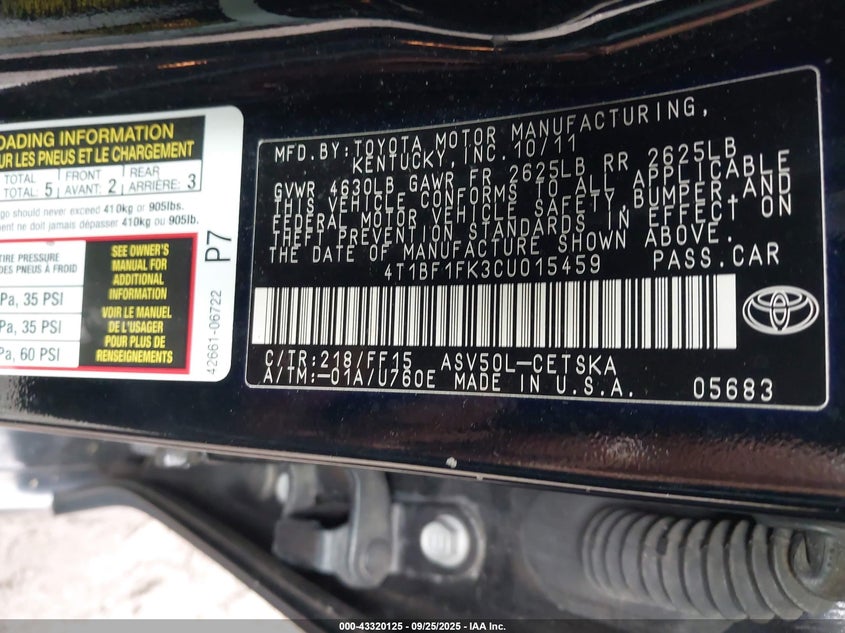 OADING INFORMATION
UR LES PNEUS ET LE CHARGEMENT
TOTAL FRONT REAR
TOTAL: 5 AVANT: 2 ARRIÈRE: 3
go should never exceed 410kg or 905lbs.
ent ne doit jamais dépasser 410kg ou 905lb.
TIRE PRESSURE
DES PNEUS À FROID
Pa, 35 PSI
Pa, 35 PSI
Pa, 60 PSI
SEE OWNER'S
MANUAL FOR
ADDITIONAL
INFORMATION
VOIR LE MANUEL
DE L'USAGER
POUR PLUS DE
RENSEIGNEMENTS
P7
42661-06722
MFD.BY:TOYOTA MOTOR MANUFACTURING,
KENTUCKY,INC.10/11
GVWR 4630LB GAWR FR 2625LB RR 2625LB
THIS VEHICLE CONFORMS TO ALL APPLICABLE
FEDERAL MOTOR VEHICLE SAFETY,BUMPER AND
THEFT PREVENTION STANDARDS IN EFFECT ON
THE DATE OF MANUFACTURE SHOWN ABOVE.
4T1BF1FK3CU015459 PASS.CAR
C/TR:218/FF15 ASV50L-CETSKA
A/TM:-01A/U760E MADE IN U.S.A. 05683
000-43320125 - 09/25/2025 - IAA Inc.